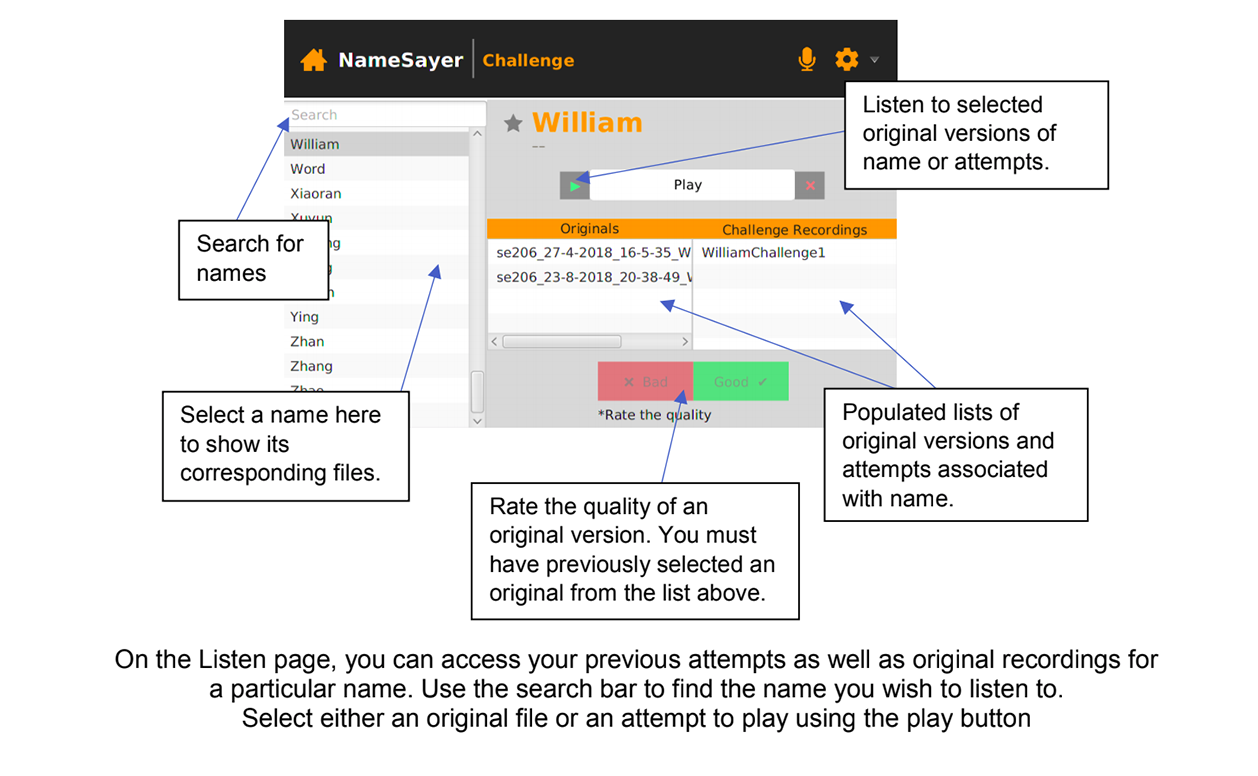 NameSayer Challenge
Search
William
Word
Xiaoran
Xuyun
Ying
Zhan
Zhang
Zhao
William
--
Play
Originals Challenge Recordings
se206_27-4-2018_16-5-35_W WilliamChallenge1
se206_23-8-2018_20-38-49_W
Bad Good
*Rate the quality
Listen to selected
original versions of
name or attempts.
Search for
names
Select a name here
to show its
corresponding files.
Rate the quality of an
original version. You must
have previously selected an
original from the list above.
Populated lists of
original versions and
attempts associated
with name.
On the Listen page, you can access your previous attempts as well as original recordings for
a particular name. Use the search bar to find the name you wish to listen to.
Select either an original file or an attempt to play using the play button